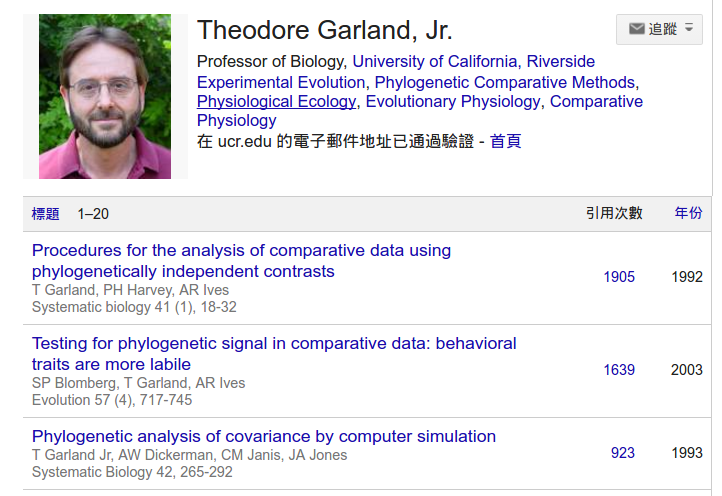 Theodore Garland, Jr.
追蹤
Professor of Biology, University of California, Riverside
Experimental Evolution, Phylogenetic Comparative Methods,
Physiological Ecology, Evolutionary Physiology, Comparative
Physiology
在 ucr.edu 的電子郵件地址已通過驗證 - 首頁
標題 1–20 引用次數 年份
Procedures for the analysis of comparative data using
phylogenetically independent contrasts
T Garland, PH Harvey, AR Ives
Systematic biology 41 (1), 18-32
1905 1992
Testing for phylogenetic signal in comparative data: behavioral
traits are more labile
SP Blomberg, T Garland, AR Ives
Evolution 57 (4), 717-745
1639 2003
Phylogenetic analysis of covariance by computer simulation
T Garland Jr, AW Dickerman, CM Janis, JA Jones
Systematic Biology 42, 265-292
923 1993